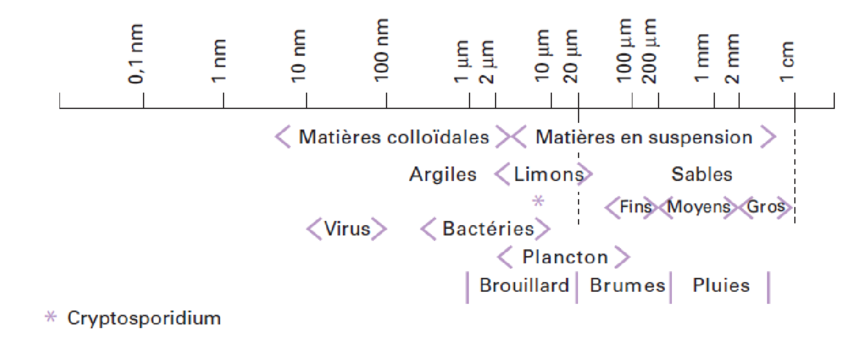 0,1 nm
1 nm
10 nm
100 nm
1 μm
2 μm
10 μm
20 μm
100 μm
200 μm
1 mm
2 mm
1 cm
Matières colloïdales
Matières en suspension
Argiles
Limons
Sables
*
Fins
Moyens
Gros
Virus
Bactéries
Plancton
Brouillard
Brumes
Pluies
* Cryptosporidium